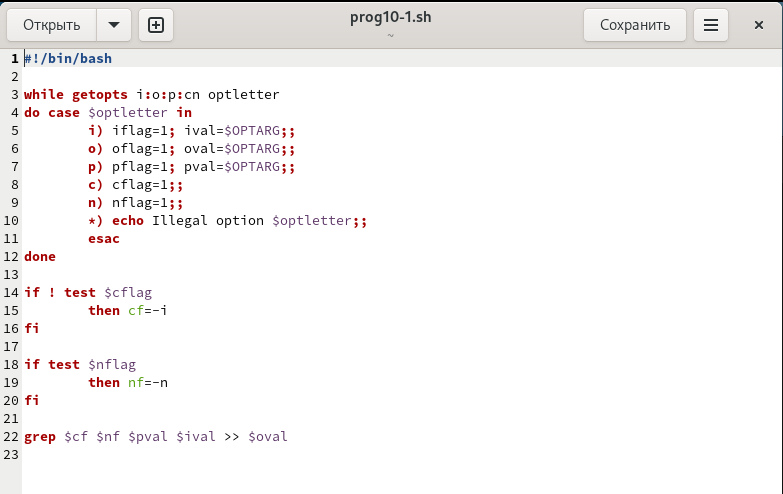 Открыть
prog10-1.sh
~
Сохранить
1 #!/bin/bash
2
3 while getopts i:o:p:cn optletter
4 do case $optletter in
5         i) iflag=1; ival=$OPTARG;;
6         o) oflag=1; oval=$OPTARG;;
7         p) pflag=1; pval=$OPTARG;;
8         c) cflag=1;;
9         n) nflag=1;;
10         *) echo Illegal option $optletter;;
11         esac
12 done
13
14 if ! test $cflag
15         then cf=-i
16 fi
17
18 if test $nflag
19         then nf=-n
20 fi
21
22 grep $cf $nf $pval $ival >> $oval
23